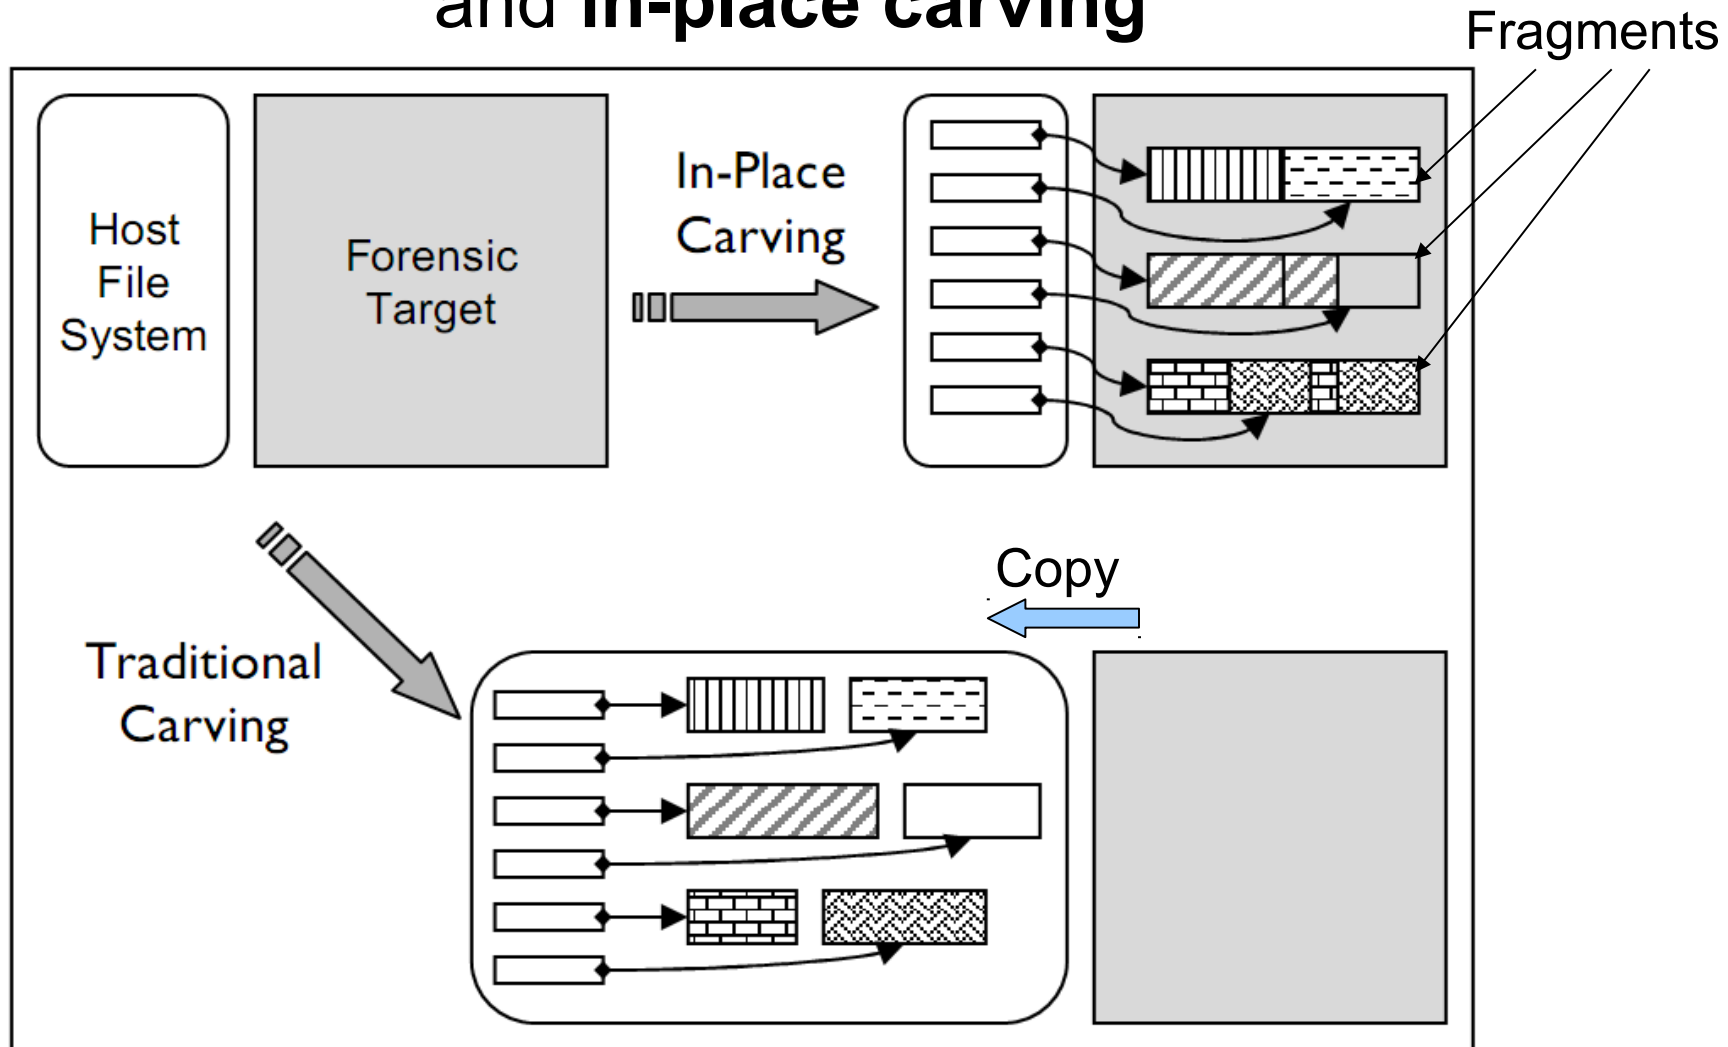 and in-place carving
Fragments
Host
File
System
Forensic
Target
In-Place
Carving
Copy
Traditional
Carving